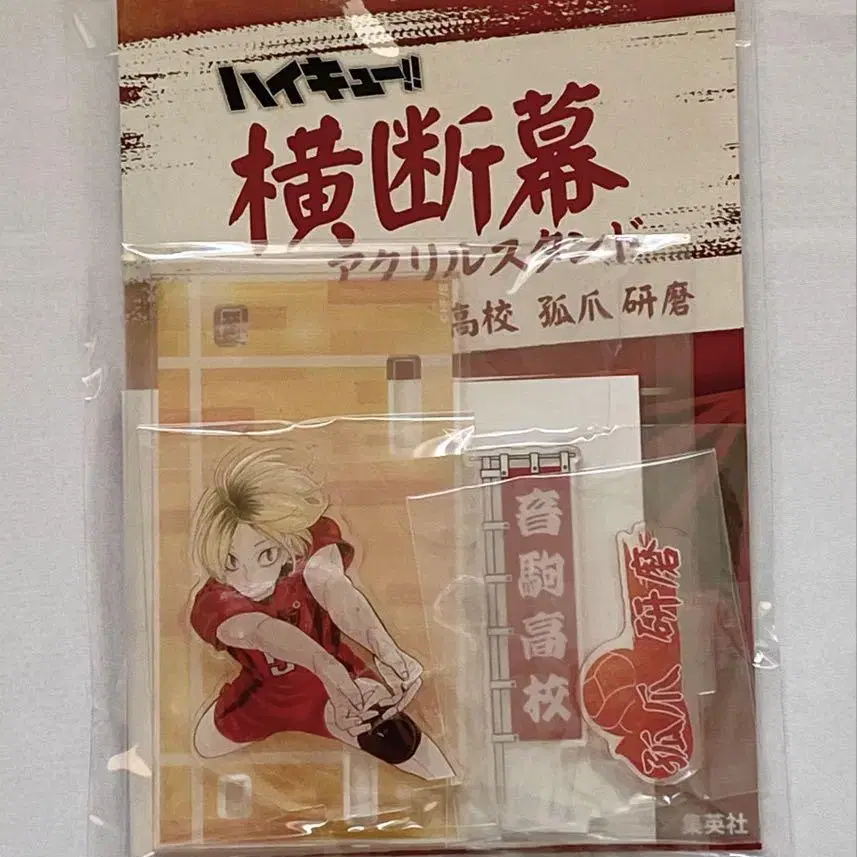 ハイキュー!!
横断幕
アクリルスタンド
高校 孤爪 研磨
音駒高校
孤爪 研磨
5
集英社